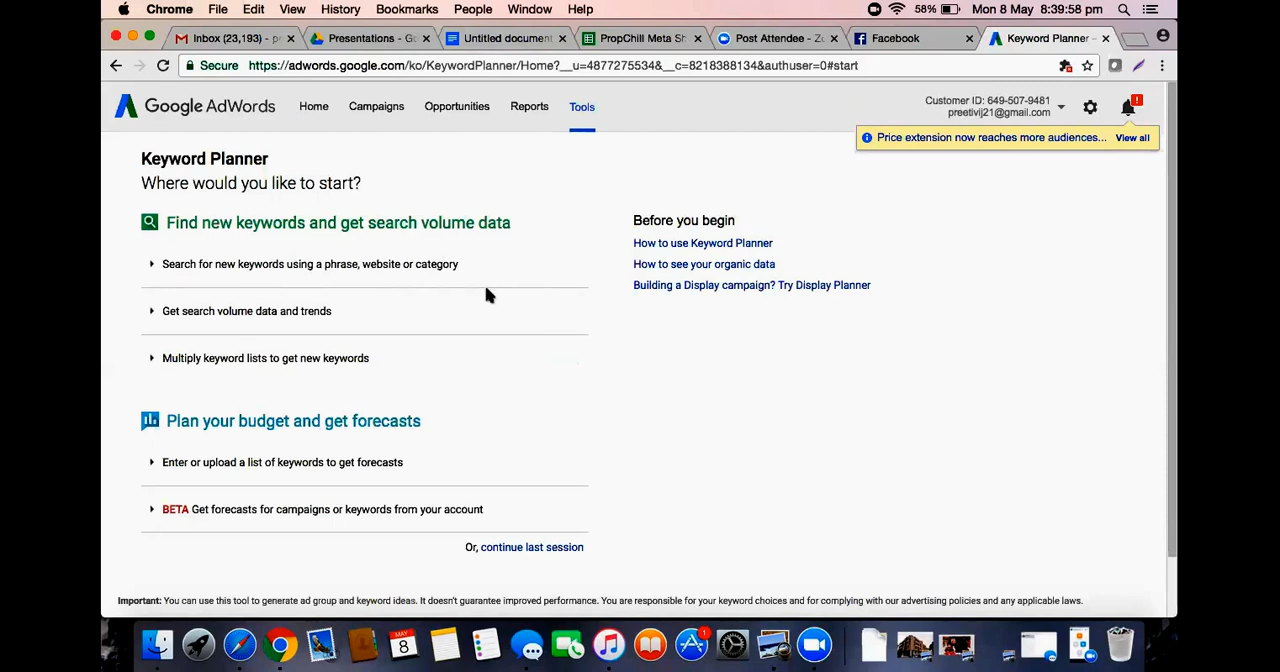 Chrome File Edit View History Bookmarks People Window Help 58% Mon 8 May 8:39:58 pm
Inbox (23,193) - p Presentations - Go Untitled document PropChill Meta Sh Post Attendee - Zo Facebook Keyword Planner -
Secure https://adwords.google.com/ko/KeywordPlanner/Home?__u=4877275534&__c=8218388134&authuser=0#start
Google AdWords Home Campaigns Opportunities Reports Tools
Customer ID: 649-507-9481
preetivij21@gmail.com
!
Price extension now reaches more audiences... View all
Keyword Planner
Where would you like to start?
Find new keywords and get search volume data
Search for new keywords using a phrase, website or category
Get search volume data and trends
Multiply keyword lists to get new keywords
Plan your budget and get forecasts
Enter or upload a list of keywords to get forecasts
BETA Get forecasts for campaigns or keywords from your account
Or, continue last session
Before you begin
How to use Keyword Planner
How to see your organic data
Building a Display campaign? Try Display Planner
Important: You can use this tool to generate ad group and keyword ideas. It doesn't guarantee improved performance. You are responsible for your keyword choices and for complying with our advertising policies and any applicable laws.
MAY
8
1